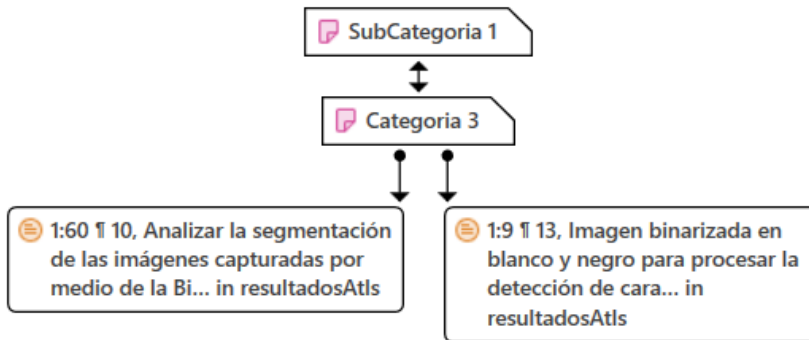 SubCategoria 1
Categoria 3
1:60 ¶ 10, Analizar la segmentación
de las imágenes capturadas por
medio de la Bi... in resultadosAtls
1:9 ¶ 13, Imagen binarizada en
blanco y negro para procesar la
detección de cara... in
resultadosAtls